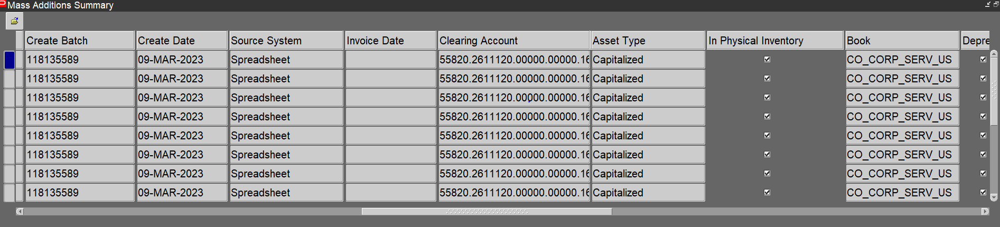 Mass Additions Summary
Create Batch Create Date Source System Invoice Date Clearing Account Asset Type In Physical Inventory Book Depre
118135589 09-MAR-2023 Spreadsheet 55820.2611120.00000.00000.16 Capitalized CO_CORP_SERV_US
118135589 09-MAR-2023 Spreadsheet 55820.2611120.00000.00000.16 Capitalized CO_CORP_SERV_US
118135589 09-MAR-2023 Spreadsheet 55820.2611120.00000.00000.16 Capitalized CO_CORP_SERV_US
118135589 09-MAR-2023 Spreadsheet 55820.2611120.00000.00000.16 Capitalized CO_CORP_SERV_US
118135589 09-MAR-2023 Spreadsheet 55820.2611120.00000.00000.16 Capitalized CO_CORP_SERV_US
118135589 09-MAR-2023 Spreadsheet 55820.2611120.00000.00000.16 Capitalized CO_CORP_SERV_US
118135589 09-MAR-2023 Spreadsheet 55820.2611120.00000.00000.16 Capitalized CO_CORP_SERV_US
118135589 09-MAR-2023 Spreadsheet 55820.2611120.00000.00000.16 Capitalized CO_CORP_SERV_US